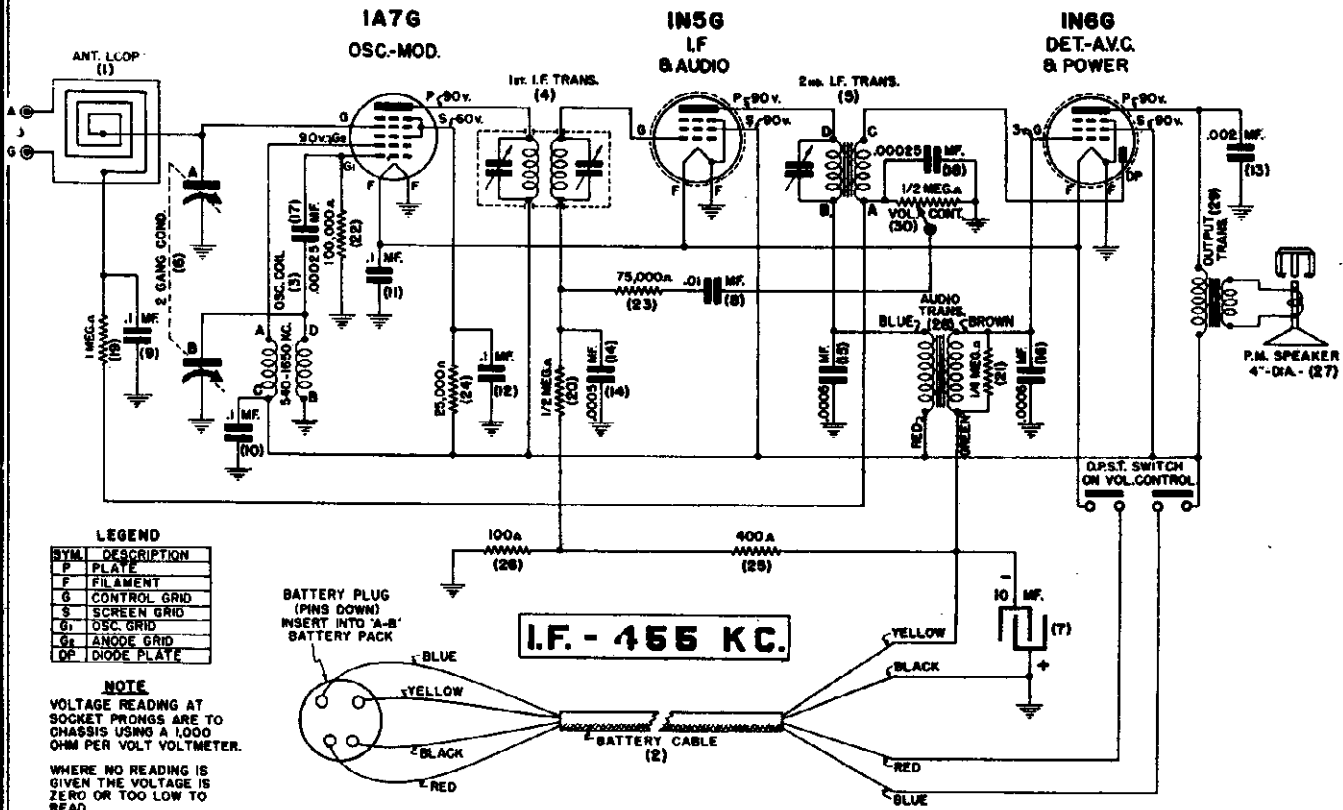 1A7G
OSC.-MOD.
1N5G
I.F
& AUDIO
1N6G
DET.-A.V.C.
& POWER
ANT. LOOP
(1)
A
J
G
1ST. I.F. TRANS.
(4)
2ND. I.F. TRANS.
(5)
P 90v.
S 60v.
G
90v. G2
G1
F
F
P 90v.
S 90v.
G
F
F
P 90v.
S 90v.
3v G
F
F
DP
D
C
B
A
.00025 MF.
(18)
1/2 MEG.Ω
VOL. CONT.
(30)
.002 MF.
(13)
OUTPUT TRANS. (29)
P.M. SPEAKER
4"-DIA.- (27)
A
B
2 GANG COND.
(6)
(17)
.00025 MF.
100,000Ω
(22)
OSC. COIL
(3)
540-1650 KC.
A
D
C
B
.1 MF.
(11)
75,000Ω
(23)
.01 MF.
(8)
AUDIO
TRANS.
(28)
BLUE
BROWN
RED
GREEN
1/4 MEG.Ω
(21)
1 MEG.Ω
(19)
.1 MF.
(9)
.1 MF.
(10)
25,000Ω
(24)
.1 MF.
(12)
1/2 MEG.Ω
(20)
.0005 MF.
(14)
(14)
.0005 MF.
(15)
.0005 MF.
(16)
D.P.S.T. SWITCH
ON VOL. CONTROL
100Ω
(26)
400Ω
(25)
-
10 MF.
(7)
+
LEGEND
SYM. DESCRIPTION
P PLATE
F FILAMENT
G CONTROL GRID
S SCREEN GRID
G1 OSC. GRID
G2 ANODE GRID
DP DIODE PLATE
NOTE
VOLTAGE READING AT
SOCKET PRONGS ARE TO
CHASSIS USING A 1,000
OHM PER VOLT VOLTMETER.
WHERE NO READING IS
GIVEN THE VOLTAGE IS
ZERO OR TOO LOW TO
READ
BATTERY PLUG
(PINS DOWN)
INSERT INTO "A-B"
BATTERY PACK
BLUE
YELLOW
BLACK
RED
I.F. - 455 KC.
BATTERY CABLE
(2)
YELLOW
BLACK
RED
BLUE